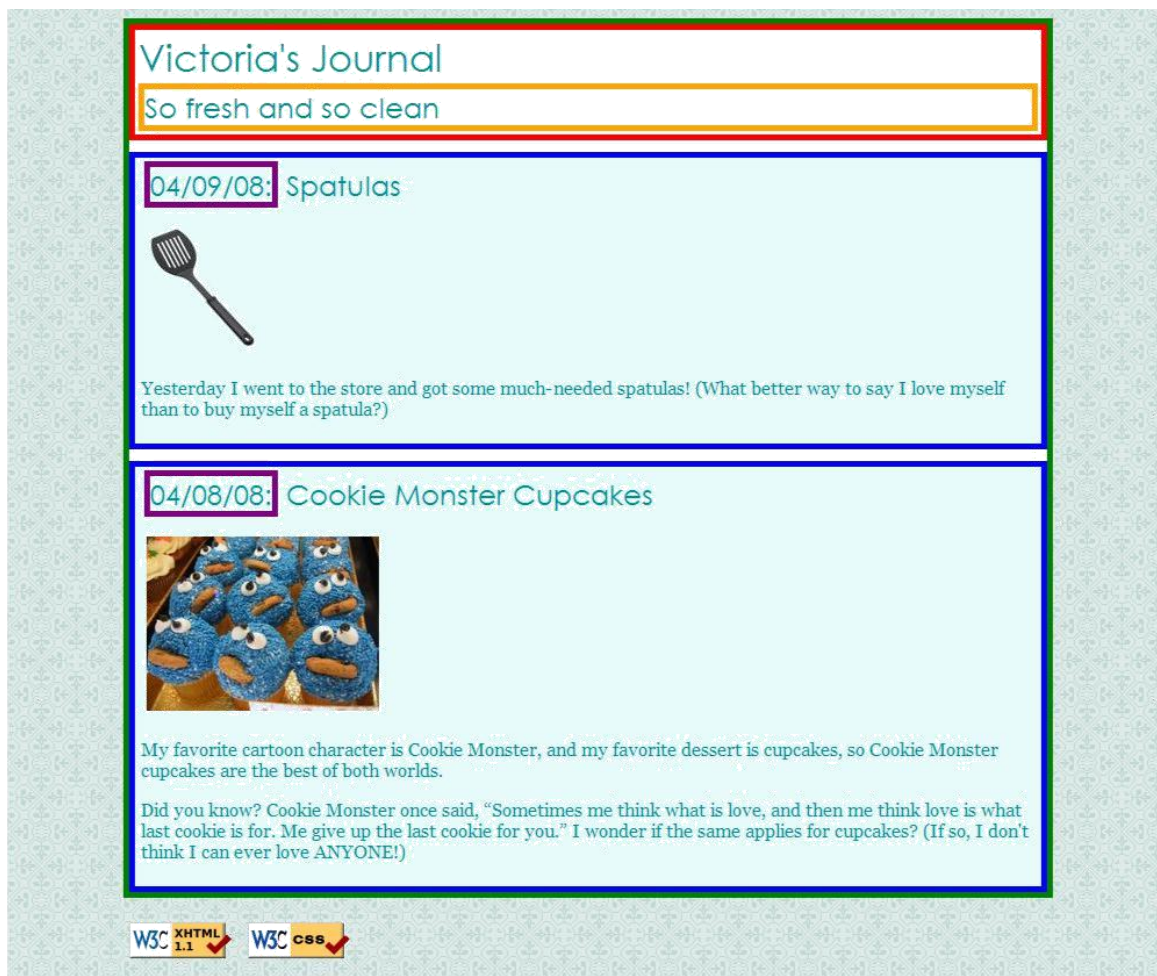 Victoria's Journal
So fresh and so clean
04/09/08: Spatulas
Yesterday I went to the store and got some much-needed spatulas! (What better way to say I love myself
than to buy myself a spatula?)
04/08/08: Cookie Monster Cupcakes
My favorite cartoon character is Cookie Monster, and my favorite dessert is cupcakes, so Cookie Monster
cupcakes are the best of both worlds.
Did you know? Cookie Monster once said, “Sometimes me think what is love, and then me think love is what
last cookie is for. Me give up the last cookie for you.” I wonder if the same applies for cupcakes? (If so, I don't
think I can ever love ANYONE!)
W3C XHTML 1.1 W3C css